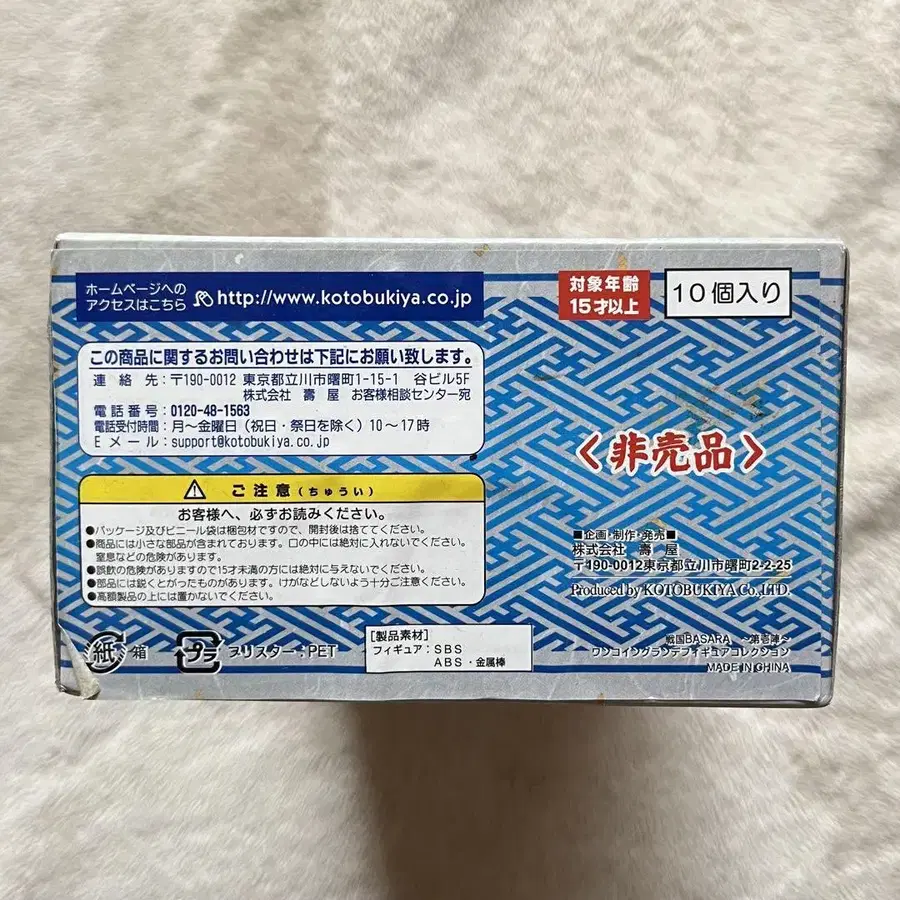 ホームページへの
アクセスはこちら
http://www.kotobukiya.co.jp
対象年齢
15才以上
10個入り
この商品に関するお問い合わせは下記にお願い致します。
連絡先:〒190-0012 東京都立川市曙町1-15-1 谷ビル5F
株式会社 壽屋 お客様相談センター宛
電話番号:0120-48-1563
電話受付時間:月~金曜日(祝日・祭日を除く)10~17時
Eメール:support@kotobukiya.co.jp
<非売品>
ご注意(ちゅうい)
お客様へ、必ずお読みください。
●パッケージ及びビニール袋は梱包材ですので、開封後は捨ててください。
●商品には小さな部品が含まれております。口の中には絶対に入れないでください。
窒息などの危険があります。
●誤飲の危険がありますので15才未満の方には絶対に与えないでください。
●部品には鋭くとがったものがあります。けがなどしないよう十分ご注意ください。
●高額製品の上には置かないでください。
■企画・制作・発売■
株式会社 壽屋
〒190-0012東京都立川市曙町2-2-25
Produced by KOTOBUKIYA Co.,LTD.
紙 箱
プラ ブリスター:PET
[製品素材]
フィギュア:SBS
ABS・金属棒
戦国BASARA ~第壱陣~
ワンコイングランデフィギュアコレクション
MADE IN CHINA